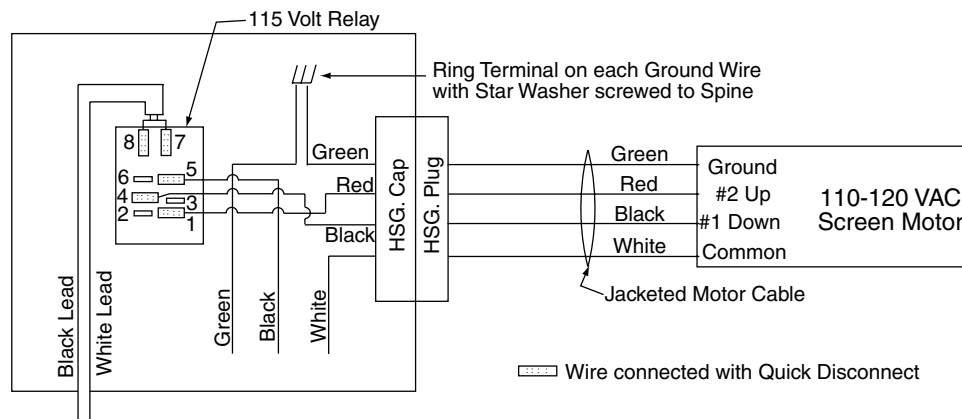 115 Volt Relay
Ring Terminal on each Ground Wire
with Star Washer screwed to Spine
8
7
6
5
4
3
2
1
Green
Red
Black
HSG. Cap
HSG. Plug
Green
Red
Black
White
Ground
#2 Up
#1 Down
Common
110-120 VAC
Screen Motor
Jacketed Motor Cable
Black Lead
White Lead
Green
Black
White
Wire connected with Quick Disconnect